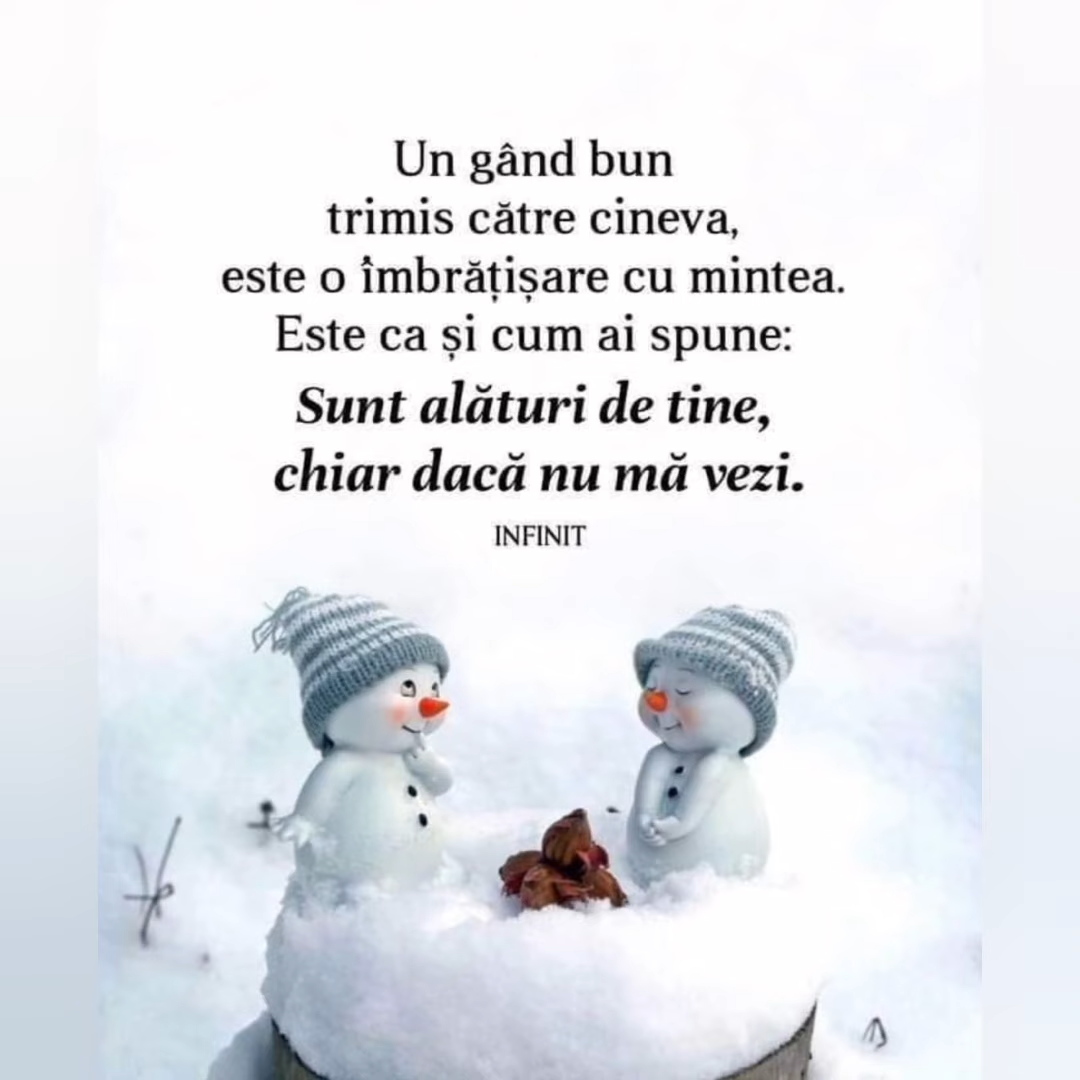 Un gând bun
trimis către cineva,
este o îmbrățișare cu mintea.
Este ca și cum ai spune:
Sunt alături de tine,
chiar dacă nu mă vezi.
INFINIT